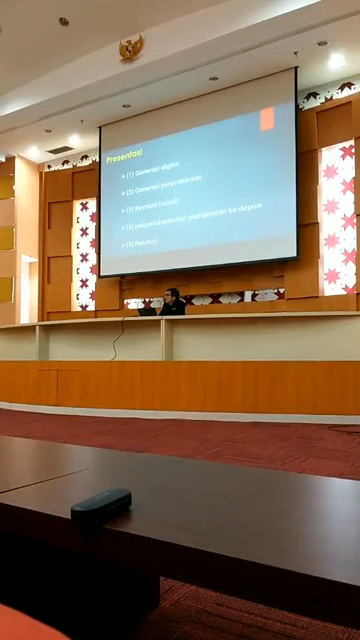 Presentasi
(1) Generasi digital
(2) Generasi perpustakaan
(3) Revolusi Industri
(4) perpustakaan dan pustakawan ke depan
(5) Penutup